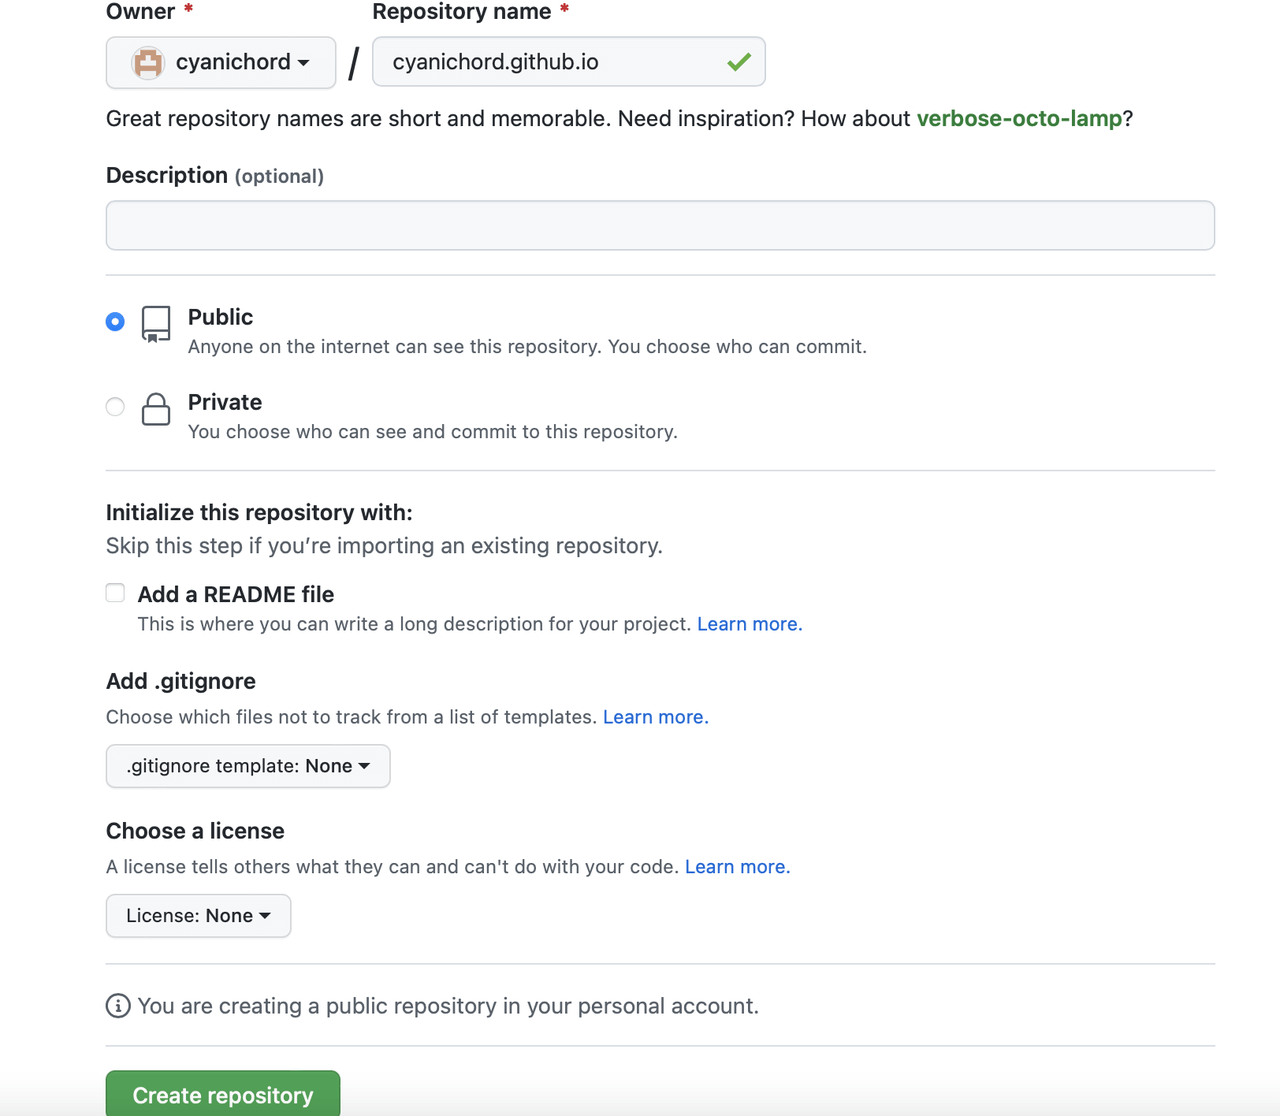 Owner * Repository name *
cyanichord / cyanichord.github.io
Great repository names are short and memorable. Need inspiration? How about verbose-octo-lamp?
Description (optional)
Public
Anyone on the internet can see this repository. You choose who can commit.
Private
You choose who can see and commit to this repository.
Initialize this repository with:
Skip this step if you’re importing an existing repository.
Add a README file
This is where you can write a long description for your project. Learn more.
Add .gitignore
Choose which files not to track from a list of templates. Learn more.
.gitignore template: None
Choose a license
A license tells others what they can and can't do with your code. Learn more.
License: None
You are creating a public repository in your personal account.
Create repository